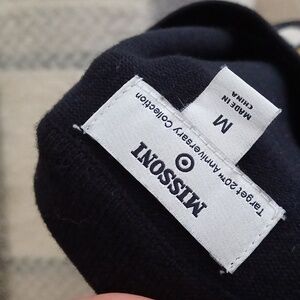 MISSONI
Target 20TH Anniversary Collection
M
MADE IN
CHINA